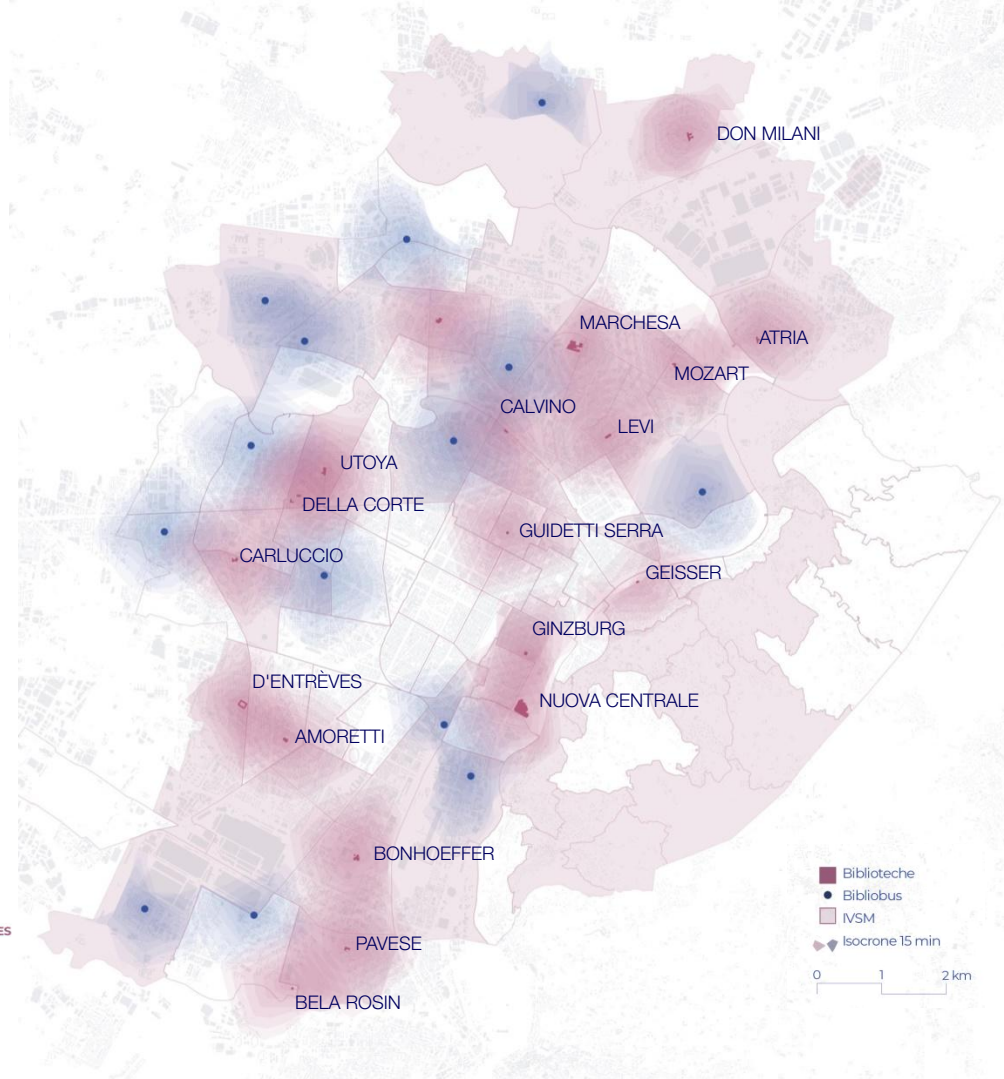 DON MILANI
MARCHESA
ATRIA
MOZART
CALVINO
LEVI
UTOYA
DELLA CORTE
GUIDETTI SERRA
CARLUCCIO
GEISSER
GINZBURG
D'ENTRÈVES
NUOVA CENTRALE
AMORETTI
BONHOEFFER
Biblioteche
Bibliobus
IVSM
ES
Isocrone 15 min
PAVESE
0 1 2 km
BELA ROSIN